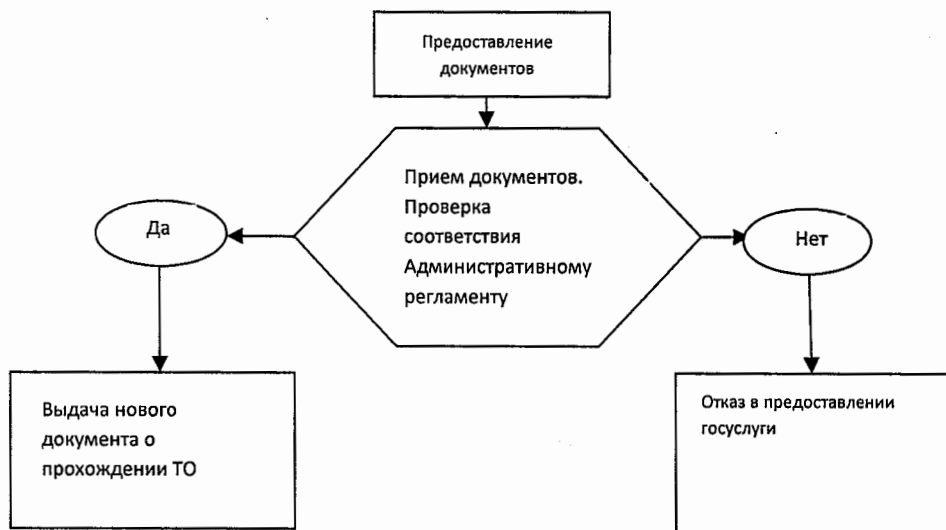 Предоставление
документов
Прием документов.
Проверка
соответствия
Административному
регламенту
Да
Нет
Выдача нового
документа о
прохождении ТО
Отказ в предоставлении
госуслуги